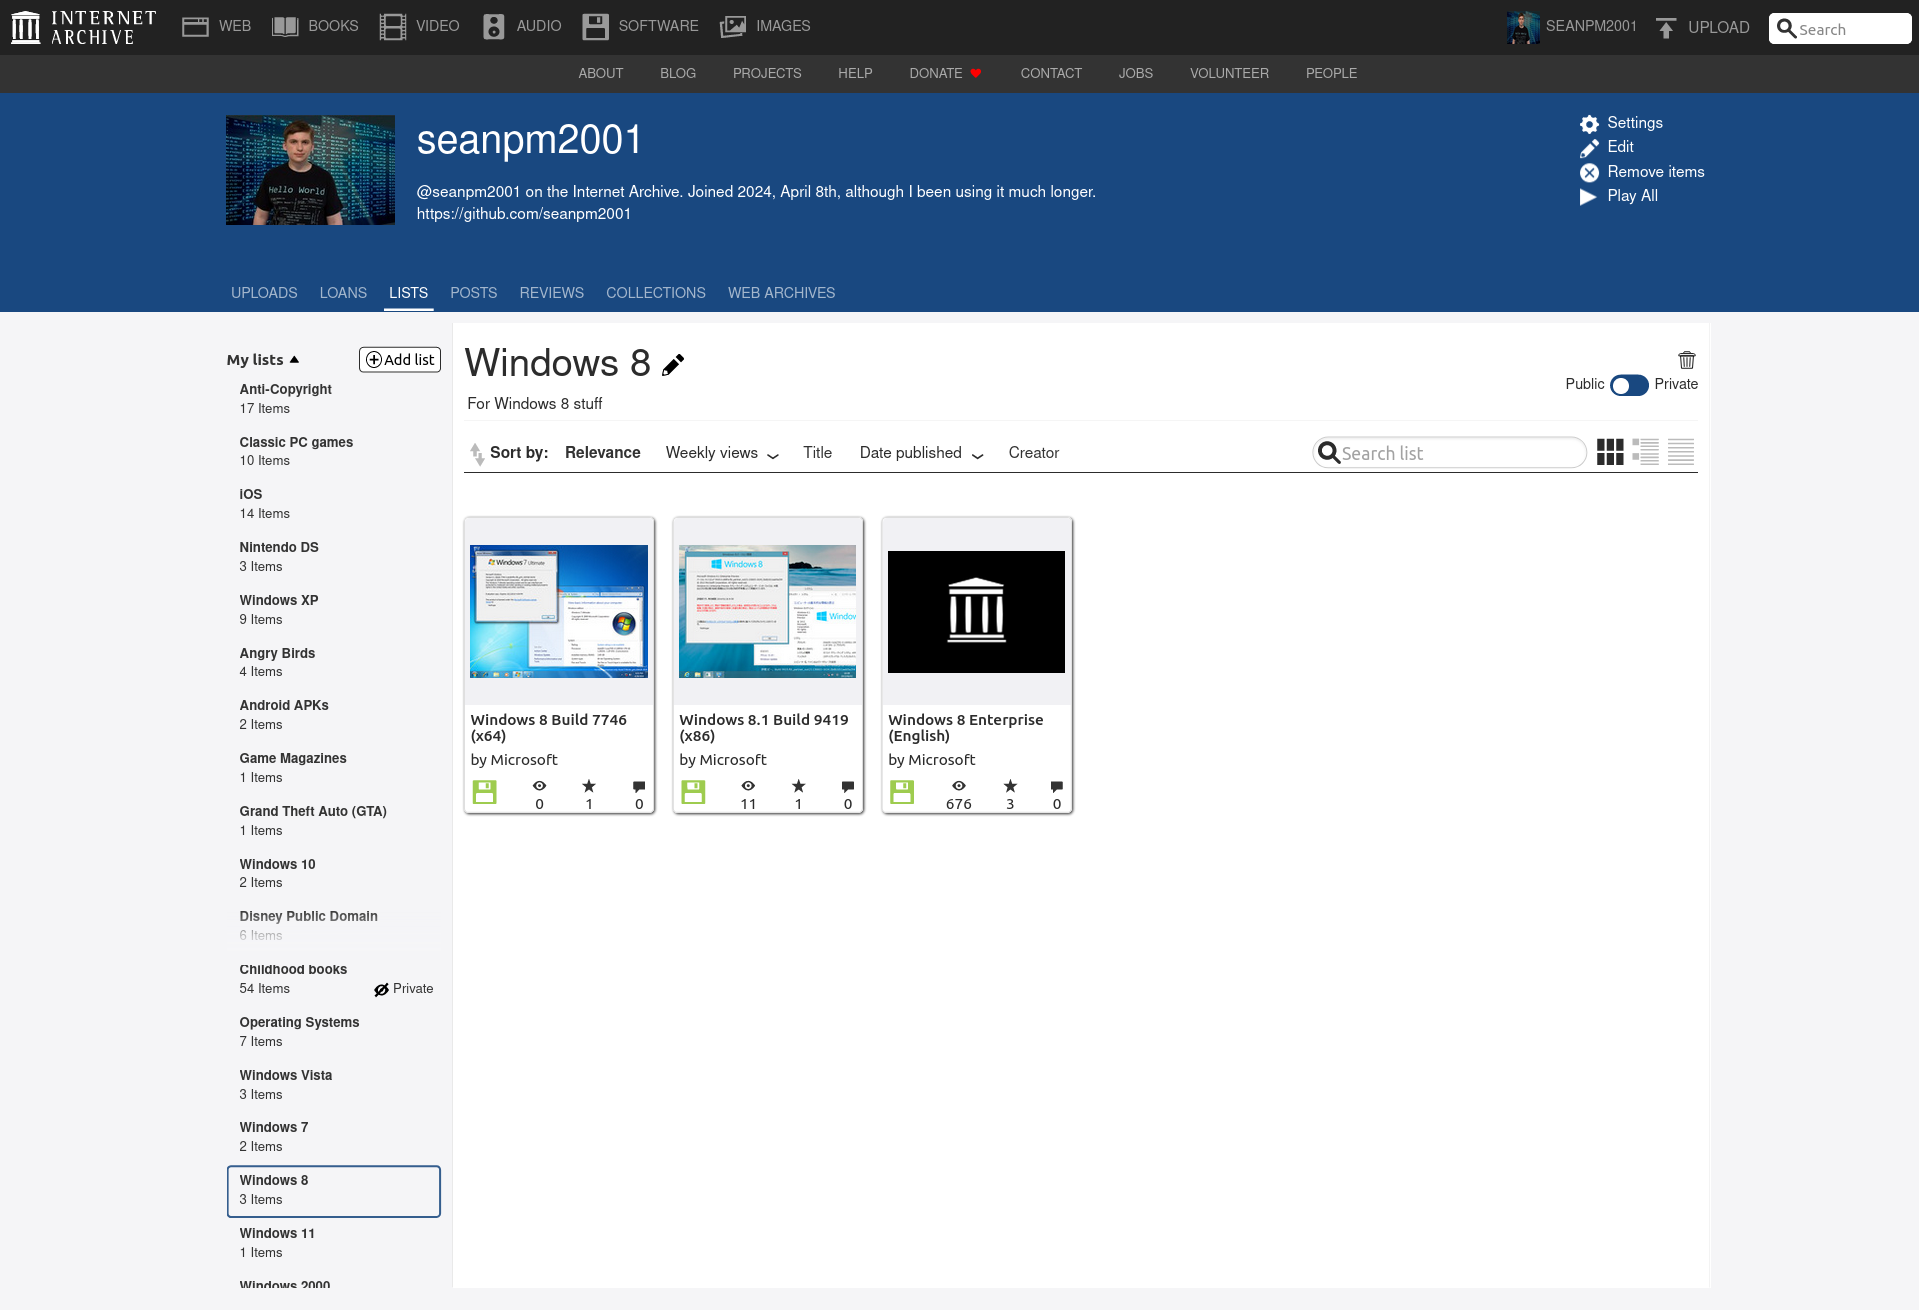 INTERNET ARCHIVE
WEB BOOKS VIDEO AUDIO SOFTWARE IMAGES
SEANPM2001 UPLOAD Search
ABOUT BLOG PROJECTS HELP DONATE CONTACT JOBS VOLUNTEER PEOPLE
Hello World
seanpm2001
@seanpm2001 on the Internet Archive. Joined 2024, April 8th, although I been using it much longer.
https://github.com/seanpm2001
Settings
Edit
Remove items
Play All
UPLOADS LOANS LISTS POSTS REVIEWS COLLECTIONS WEB ARCHIVES
My lists Add list
Anti-Copyright
17 Items
Classic PC games
10 Items
iOS
14 Items
Nintendo DS
3 Items
Windows XP
9 Items
Angry Birds
4 Items
Android APKs
2 Items
Game Magazines
1 Items
Grand Theft Auto (GTA)
1 Items
Windows 10
2 Items
Disney Public Domain
6 Items
Childhood books
54 Items Private
Operating Systems
7 Items
Windows Vista
3 Items
Windows 7
2 Items
Windows 8
3 Items
Windows 11
1 Items
Windows 2000
Windows 8
Public Private
For Windows 8 stuff
Sort by: Relevance Weekly views Title Date published Creator
Search list
Windows 7 Ultimate
Windows 8 Build 7746
(x64)
by Microsoft
0 1 0
Windows 8
Window
Windows 8.1 Build 9419
(x86)
by Microsoft
11 1 0
Windows 8 Enterprise
(English)
by Microsoft
676 3 0